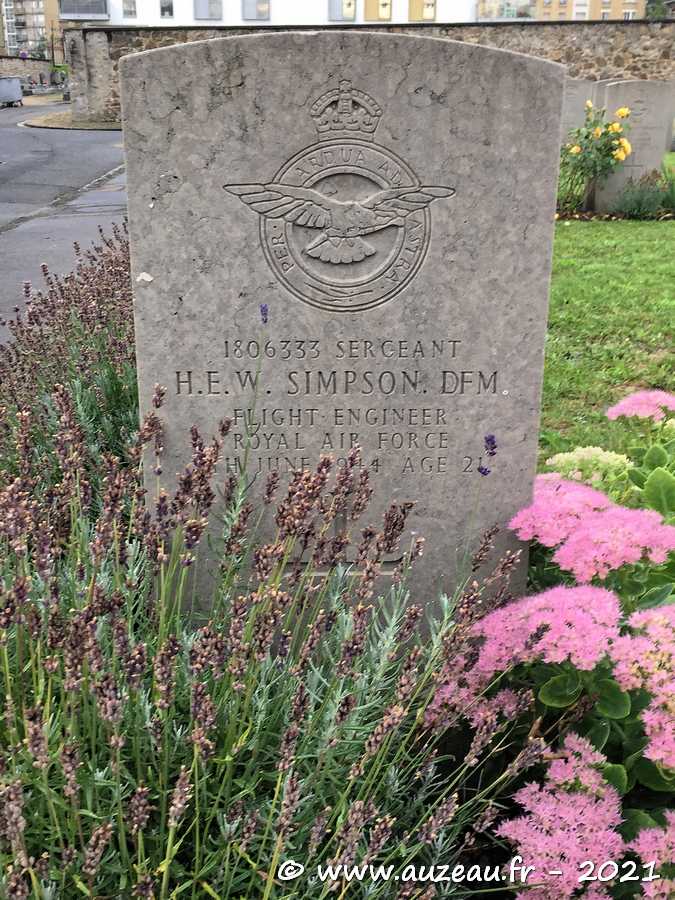 PER ARDUA AD ASTRA
1806333 SERGEANT
H.E.W. SIMPSON. DFM.
FLIGHT ENGINEER
ROYAL AIR FORCE
TH JUNE 1944 AGE 21
© www.auzeau.fr - 2021